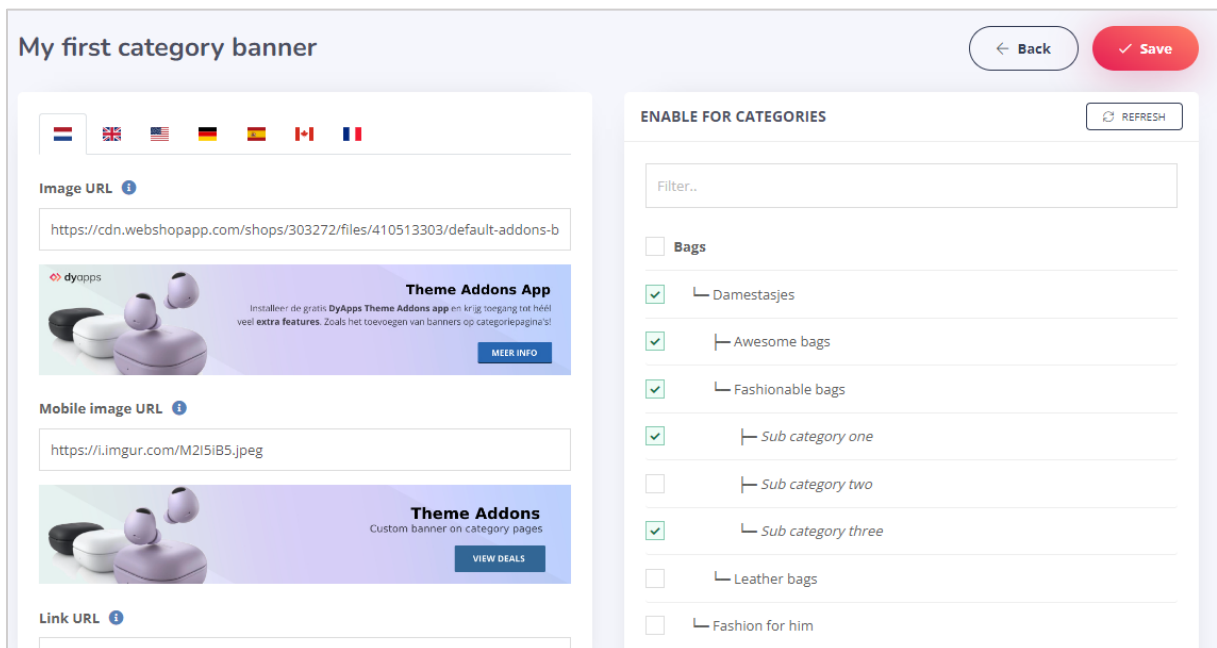 My first category banner
Back
Save
Image URL
https://cdn.webshopapp.com/shops/303272/files/410513303/default-addons-b
dyapps
Theme Addons App
Installeer de gratis DyApps Theme Addons app en krijg toegang tot héél
veel extra features. Zoals het toevoegen van banners op categoriepagina's!
MEER INFO
Mobile image URL
https://i.imgur.com/M2I5iB5.jpeg
Theme Addons
Custom banner on category pages
VIEW DEALS
Link URL
ENABLE FOR CATEGORIES
REFRESH
Filter..
Bags
Damestasjes
Awesome bags
Fashionable bags
Sub category one
Sub category two
Sub category three
Leather bags
Fashion for him